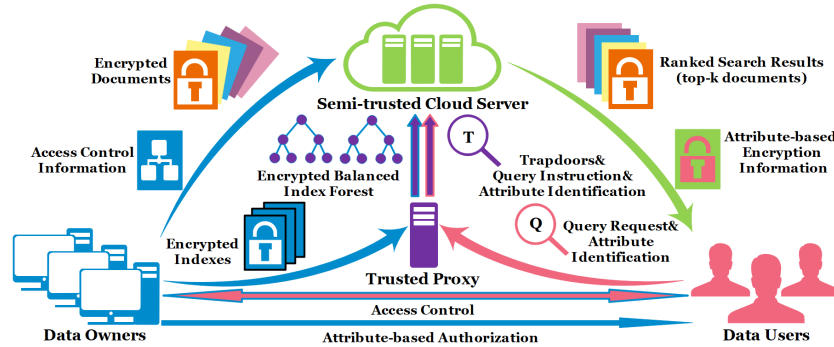 Encrypted
Documents
Semi-trusted Cloud Server
Ranked Search Results
(top-k documents)
Access Control
Information
Encrypted Balanced
Index Forest
T
Trapdoors&
Query Instruction&
Attribute Identification
Attribute-based
Encryption
Information
Encrypted
Indexes
Trusted Proxy
Q
Query Request&
Attribute
Identification
Access Control
Data Owners
Attribute-based Authorization
Data Users